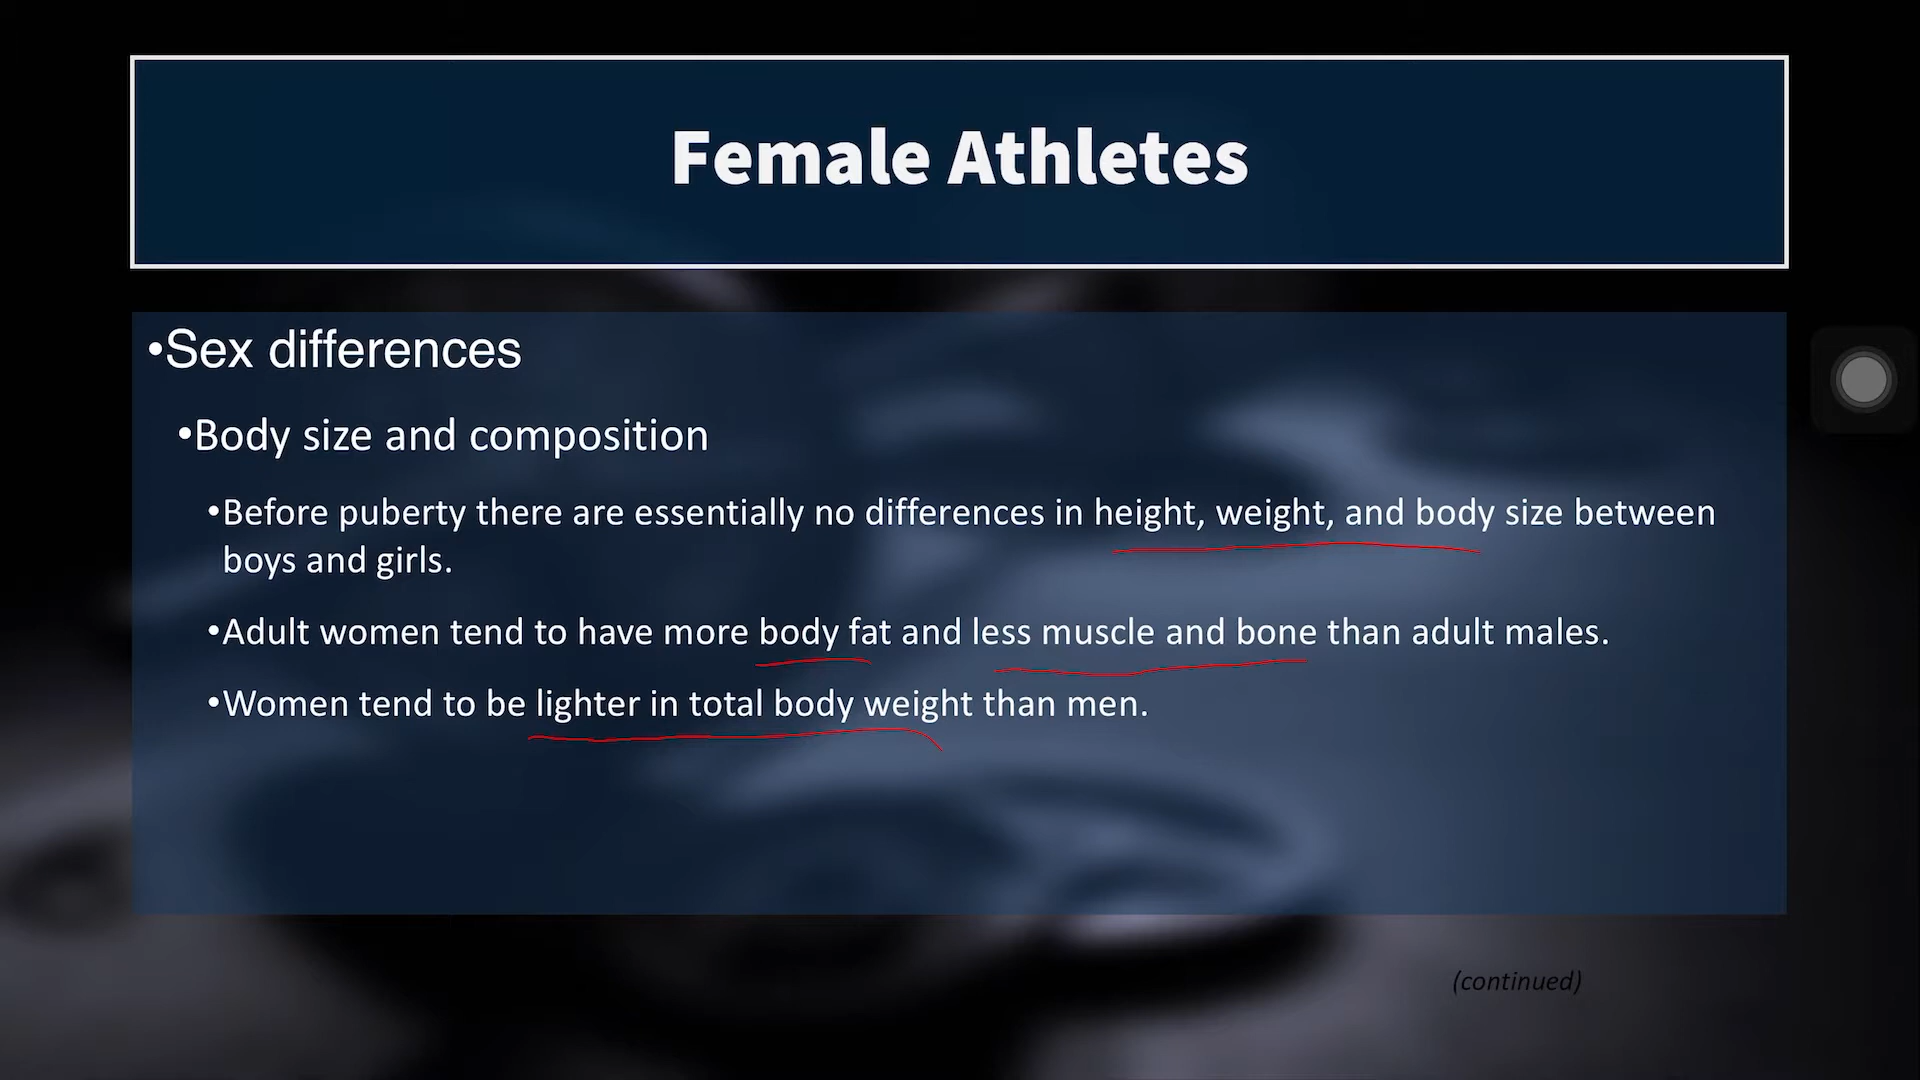 Female Athletes
•Sex differences
•Body size and composition
•Before puberty there are essentially no differences in height, weight, and body size between
boys and girls.
•Adult women tend to have more body fat and less muscle and bone than adult males.
•Women tend to be lighter in total body weight than men.
(continued)